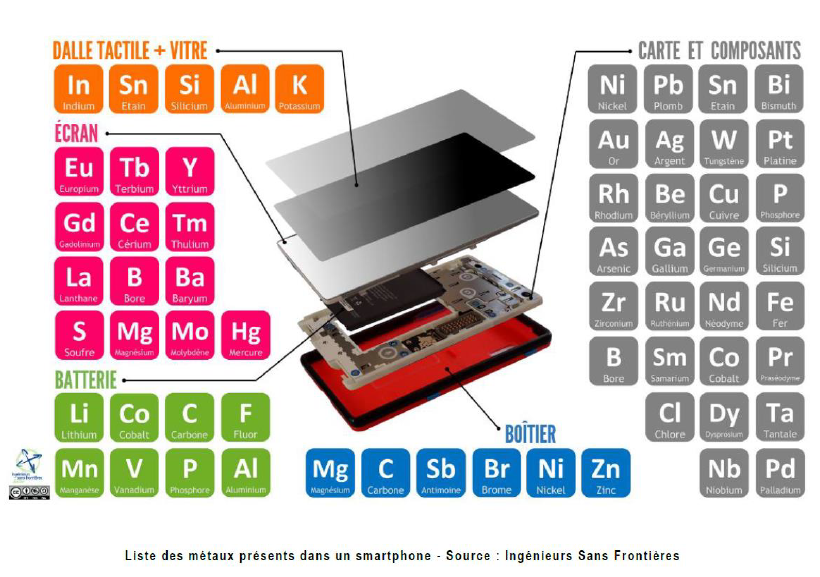 DALLE TACTILE + VITRE
In Sn Si Al K
Indium Etain Silicium Aluminium Potassium
ÉCRAN
Eu Tb Y
Europium Terbium Yttrium
Gd Ce Tm
Gadolinium Cérium Thulium
La B Ba
Lanthane Bore Baryum
S Mg Mo Hg
Soufre Magnésium Molybdène Mercure
BATTERIE
Li Co C F
Lithium Cobalt Carbone Fluor
Mn V P Al
Manganèse Vanadium Phosphore Aluminium
CARTE ET COMPOSANTS
Ni Pb Sn Bi
Nickel Plomb Etain Bismuth
Au Ag W Pt
Or Argent Tungstène Platine
Rh Be Cu P
Rhodium Béryllium Cuivre Phosphore
As Ga Ge Si
Arsenic Gallium Germanium Silicium
Zr Ru Nd Fe
Zirconium Ruthénium Néodyme Fer
B Sm Co Pr
Bore Samarium Cobalt Praséodyme
Cl Dy Ta
Chlore Dysprosium Tantale
Nb Pd
Niobium Palladium
BOÎTIER
Mg C Sb Br Ni Zn
Magnésium Carbone Antimoine Brome Nickel Zinc
Liste des métaux présents dans un smartphone - Source : Ingénieurs Sans Frontières